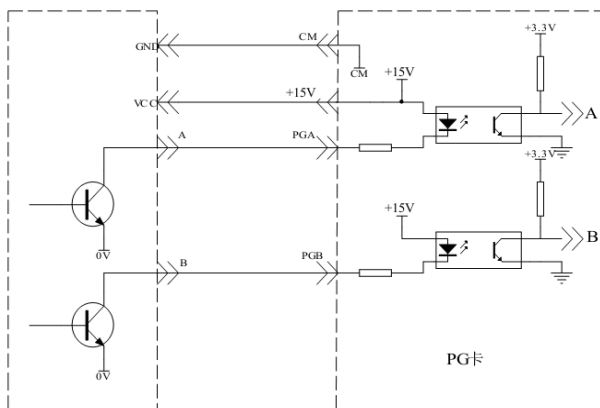 CM
GND
CM
+3.3V
+15V
VCC
+15V
A
A
PGA
+3.3V
+15V
0V
B
B
PGB
PG卡
0V